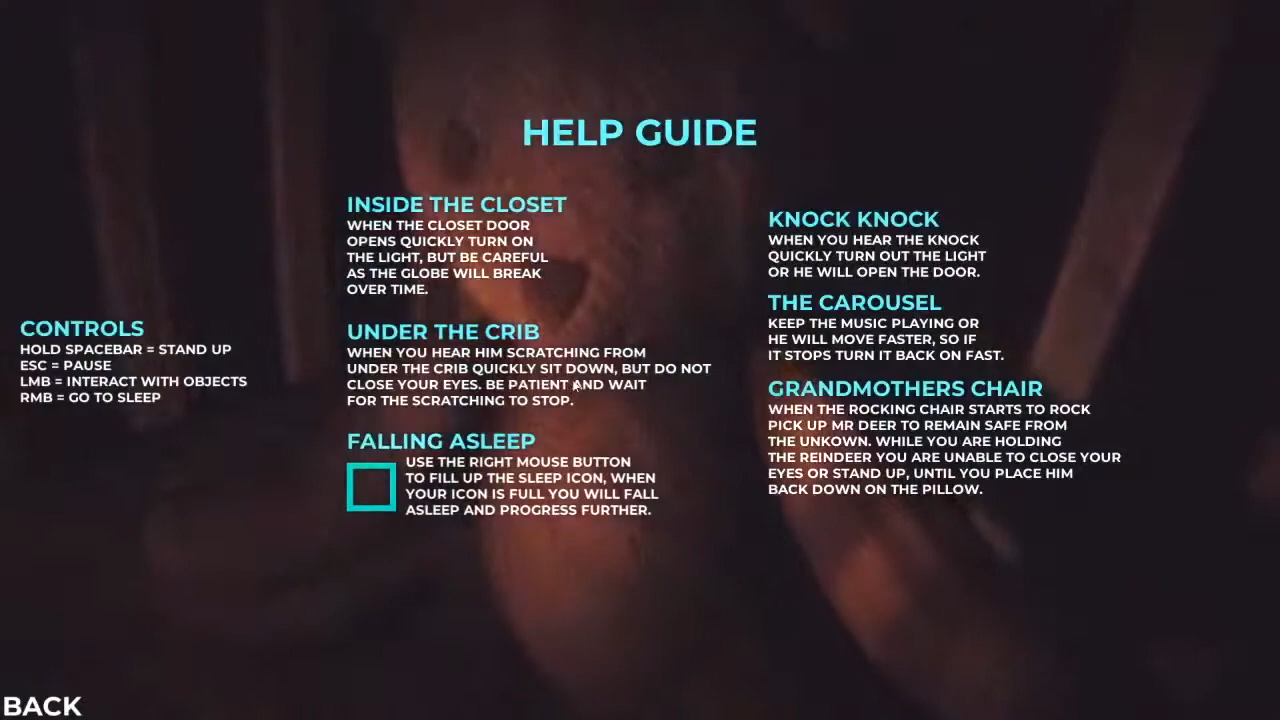 HELP GUIDE
CONTROLS
HOLD SPACEBAR = STAND UP
ESC = PAUSE
LMB = INTERACT WITH OBJECTS
RMB = GO TO SLEEP
INSIDE THE CLOSET
WHEN THE CLOSET DOOR
OPENS QUICKLY TURN ON
THE LIGHT, BUT BE CAREFUL
AS THE GLOBE WILL BREAK
OVER TIME.
UNDER THE CRIB
WHEN YOU HEAR HIM SCRATCHING FROM
UNDER THE CRIB QUICKLY SIT DOWN, BUT DO NOT
CLOSE YOUR EYES. BE PATIENT AND WAIT
FOR THE SCRATCHING TO STOP.
FALLING ASLEEP
USE THE RIGHT MOUSE BUTTON
TO FILL UP THE SLEEP ICON, WHEN
YOUR ICON IS FULL YOU WILL FALL
ASLEEP AND PROGRESS FURTHER.
KNOCK KNOCK
WHEN YOU HEAR THE KNOCK
QUICKLY TURN OUT THE LIGHT
OR HE WILL OPEN THE DOOR.
THE CAROUSEL
KEEP THE MUSIC PLAYING OR
HE WILL MOVE FASTER, SO IF
IT STOPS TURN IT BACK ON FAST.
GRANDMOTHERS CHAIR
WHEN THE ROCKING CHAIR STARTS TO ROCK
PICK UP MR DEER TO REMAIN SAFE FROM
THE UNKOWN. WHILE YOU ARE HOLDING
THE REINDEER YOU ARE UNABLE TO CLOSE YOUR
EYES OR STAND UP, UNTIL YOU PLACE HIM
BACK DOWN ON THE PILLOW.
BACK